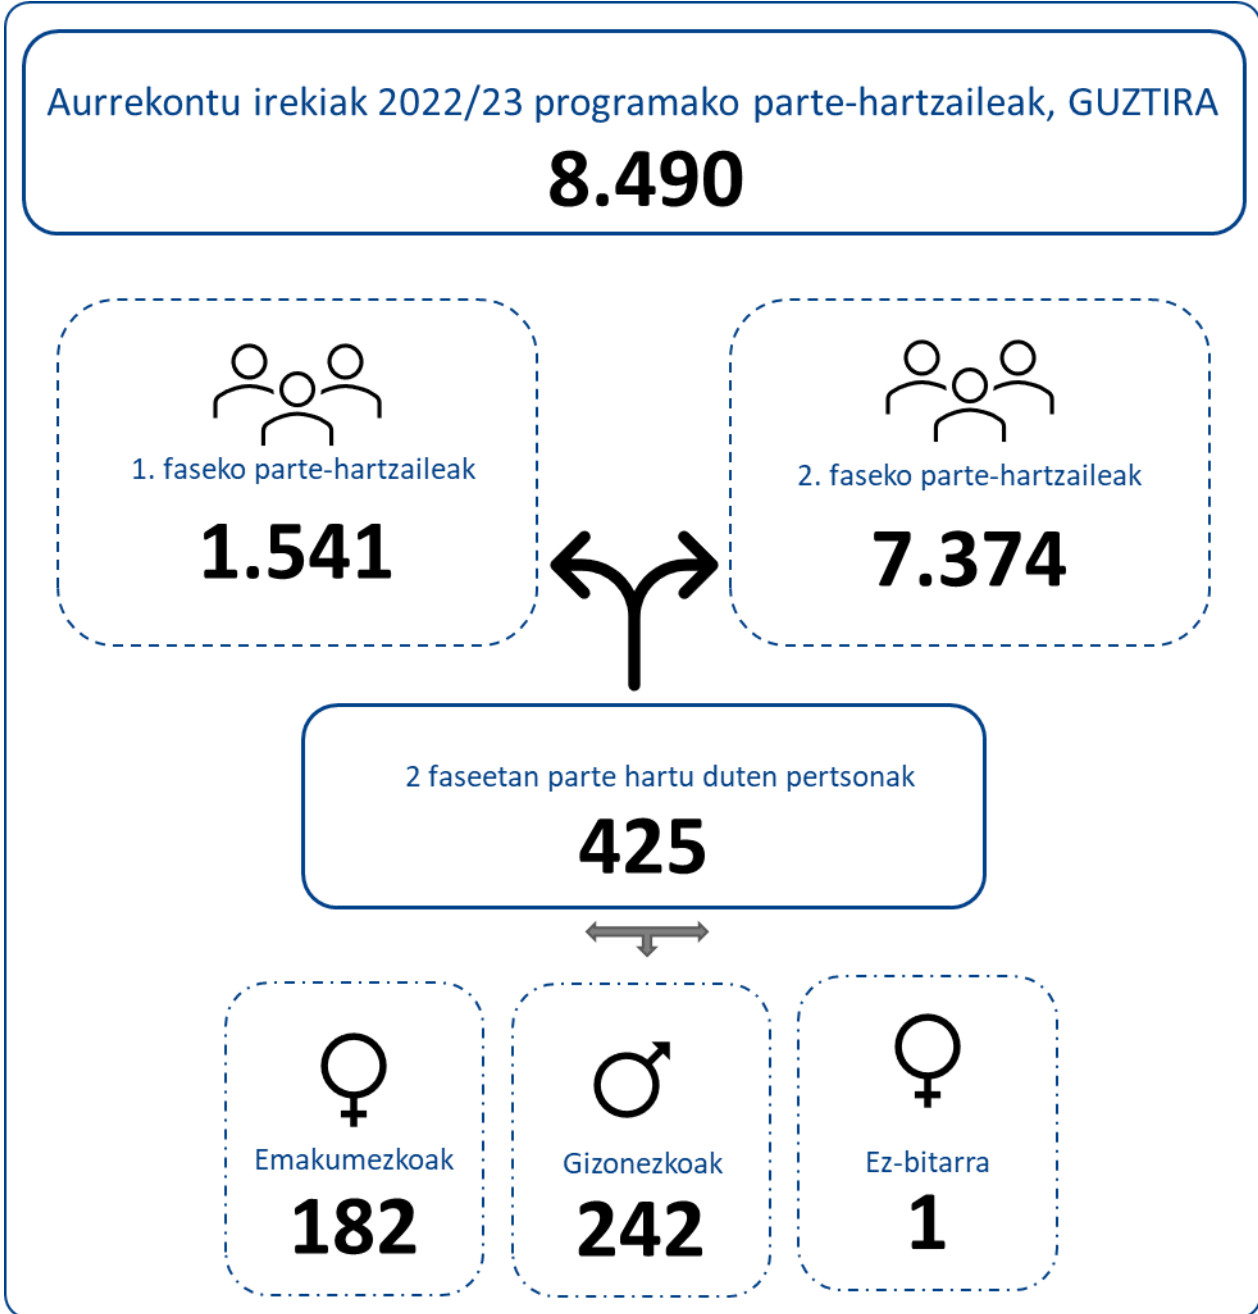 Aurrekontu irekiak 2022/23 programako parte-hartzaileak, GUZTIRA
8.490
1. faseko parte-hartzaileak
1.541
2. faseko parte-hartzaileak
7.374
2 faseetan parte hartu duten pertsonak
425
Emakumezkoak
182
Gizonezkoak
242
Ez-bitarra
1